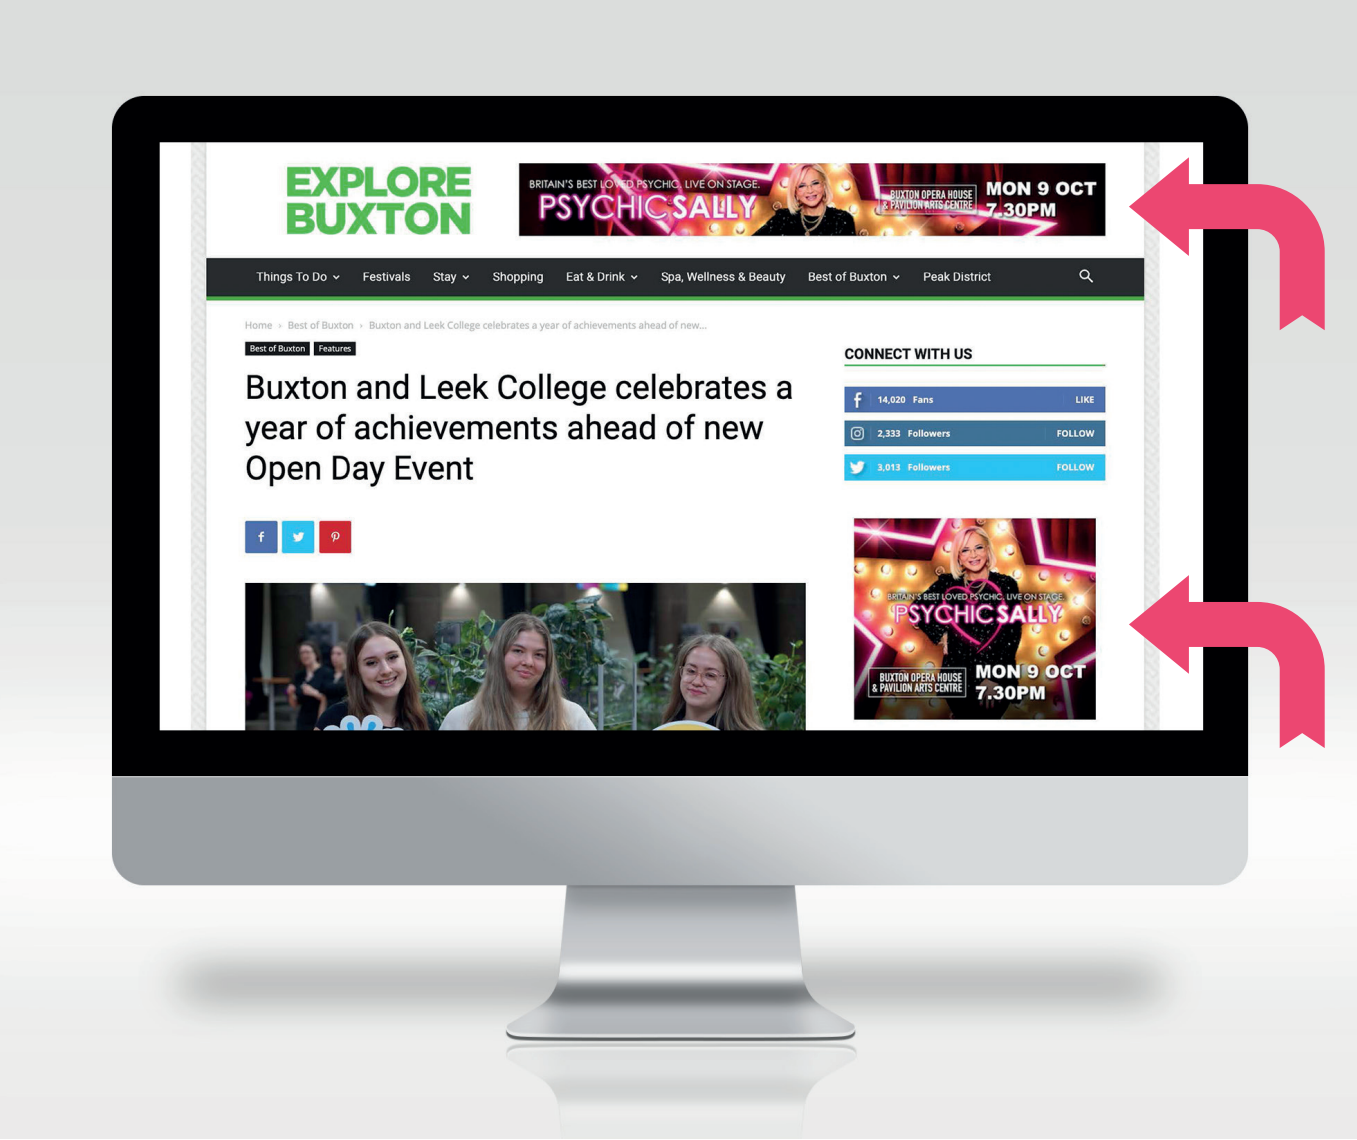 EXPLORE
BUXTON
BRITAIN'S BEST LOVED PSYCHIC. LIVE ON STAGE.
PSYCHIC SALLY
BUXTON OPERA HOUSE
& PAVILION ARTS CENTRE
MON 9 OCT
7.30PM
Things To Do Festivals Stay Shopping Eat & Drink Spa, Wellness & Beauty Best of Buxton Peak District
Home › Best of Buxton › Buxton and Leek College celebrates a year of achievements ahead of new...
Best of Buxton Features
Buxton and Leek College celebrates a
year of achievements ahead of new
Open Day Event
CONNECT WITH US
14,020 Fans LIKE
2,333 Followers FOLLOW
3,013 Followers FOLLOW
BRITAIN'S BEST LOVED PSYCHIC. LIVE ON STAGE.
PSYCHIC SALLY
BUXTON OPERA HOUSE
& PAVILION ARTS CENTRE
MON 9 OCT
7.30PM